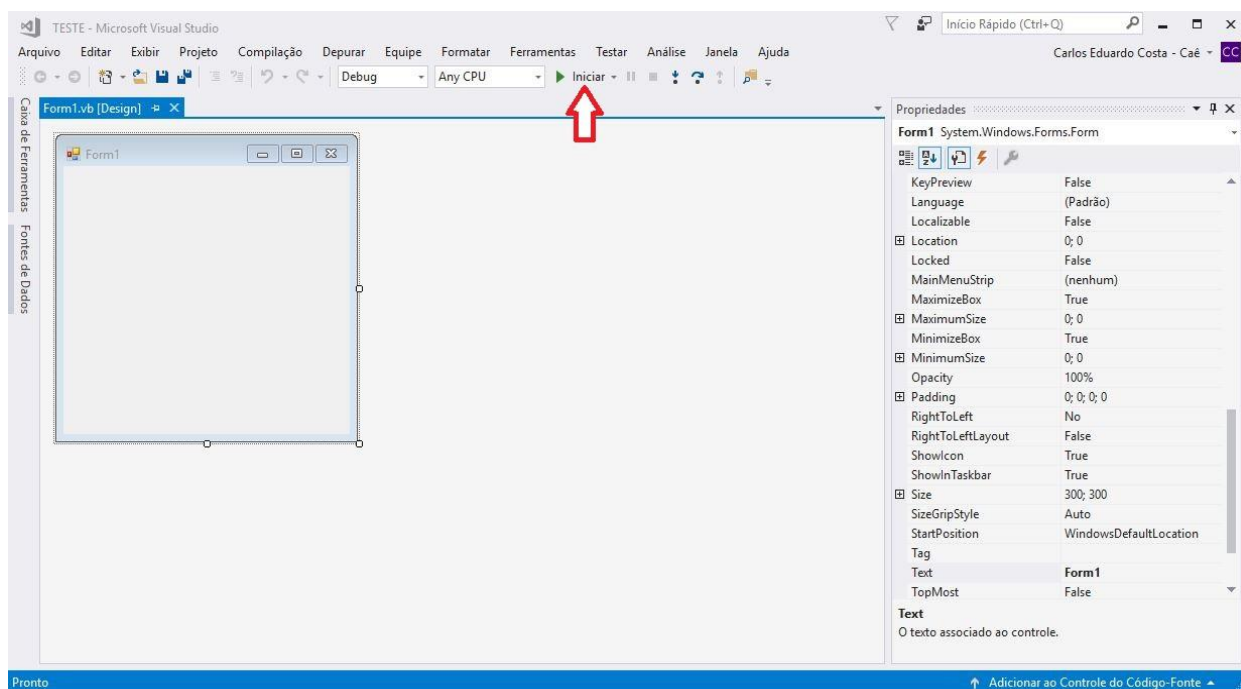 TESTE - Microsoft Visual Studio
Início Rápido (Ctrl+Q)
Arquivo Editar Exibir Projeto Compilação Depurar Equipe Formatar Ferramentas Testar Análise Janela Ajuda
Carlos Eduardo Costa - Caê CC
Debug Any CPU Iniciar
Caixa de Ferramentas
Fontes de Dados
Form1.vb [Design]
Form1
Propriedades
Form1 System.Windows.Forms.Form
KeyPreview False
Language (Padrão)
Localizable False
Location 0; 0
Locked False
MainMenuStrip (nenhum)
MaximizeBox True
MaximumSize 0; 0
MinimizeBox True
MinimumSize 0; 0
Opacity 100%
Padding 0; 0; 0; 0
RightToLeft No
RightToLeftLayout False
ShowIcon True
ShowInTaskbar True
Size 300; 300
SizeGripStyle Auto
StartPosition WindowsDefaultLocation
Tag
Text Form1
TopMost False
Text
O texto associado ao controle.
Pronto
Adicionar ao Controle do Código-Fonte